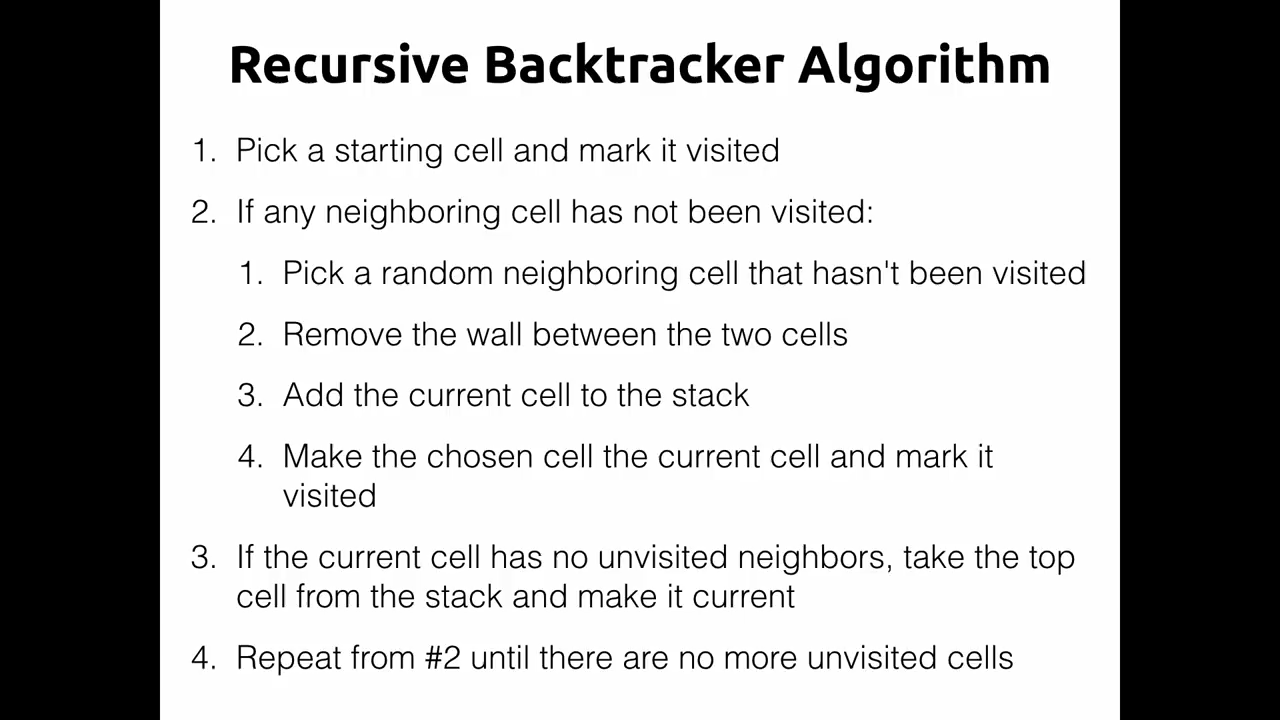 Recursive Backtracker Algorithm
1. Pick a starting cell and mark it visited
2. If any neighboring cell has not been visited:
1. Pick a random neighboring cell that hasn't been visited
2. Remove the wall between the two cells
3. Add the current cell to the stack
4. Make the chosen cell the current cell and mark it
visited
3. If the current cell has no unvisited neighbors, take the top
cell from the stack and make it current
4. Repeat from #2 until there are no more unvisited cells